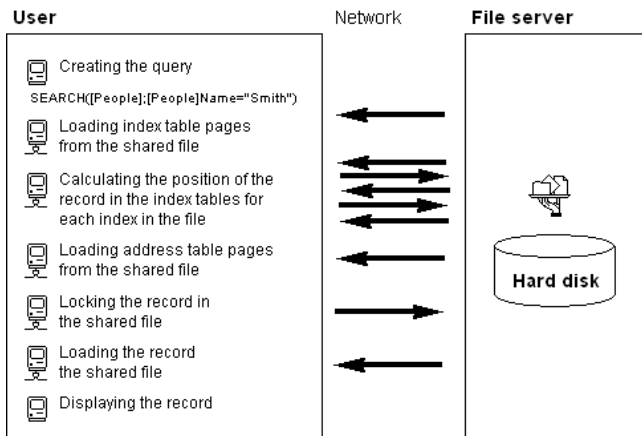 User
Network
File server
Creating the query
SEARCH([People];[People]Name="Smith")
Loading index table pages
from the shared file
Calculating the position of the
record in the index tables for
each index in the file
Loading address table pages
from the shared file
Locking the record in
the shared file
Loading the record
the shared file
Displaying the record
Hard disk